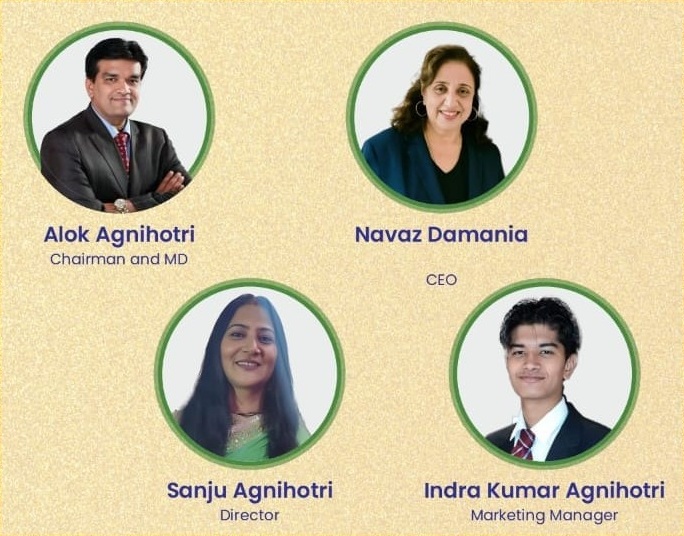 Alok Agnihotri
Chairman and MD
Navaz Damania
CEO
Sanju Agnihotri
Director
Indra Kumar Agnihotri
Marketing Manager